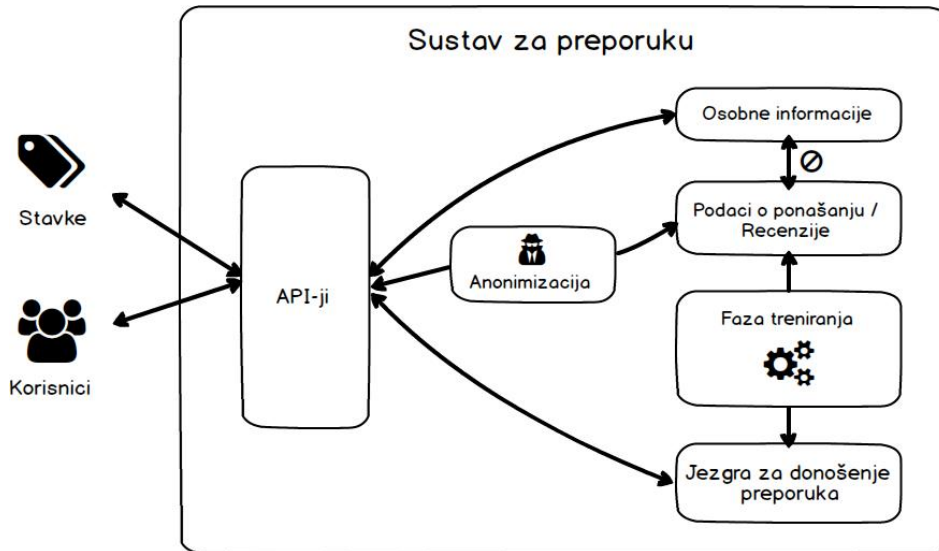 Sustav za preporuku
Osobne informacije
Stavke
Podaci o ponašanju /
Recenzije
Anonimizacija
API-ji
Faza treniranja
Korisnici
Jezgra za donošenje
preporuka